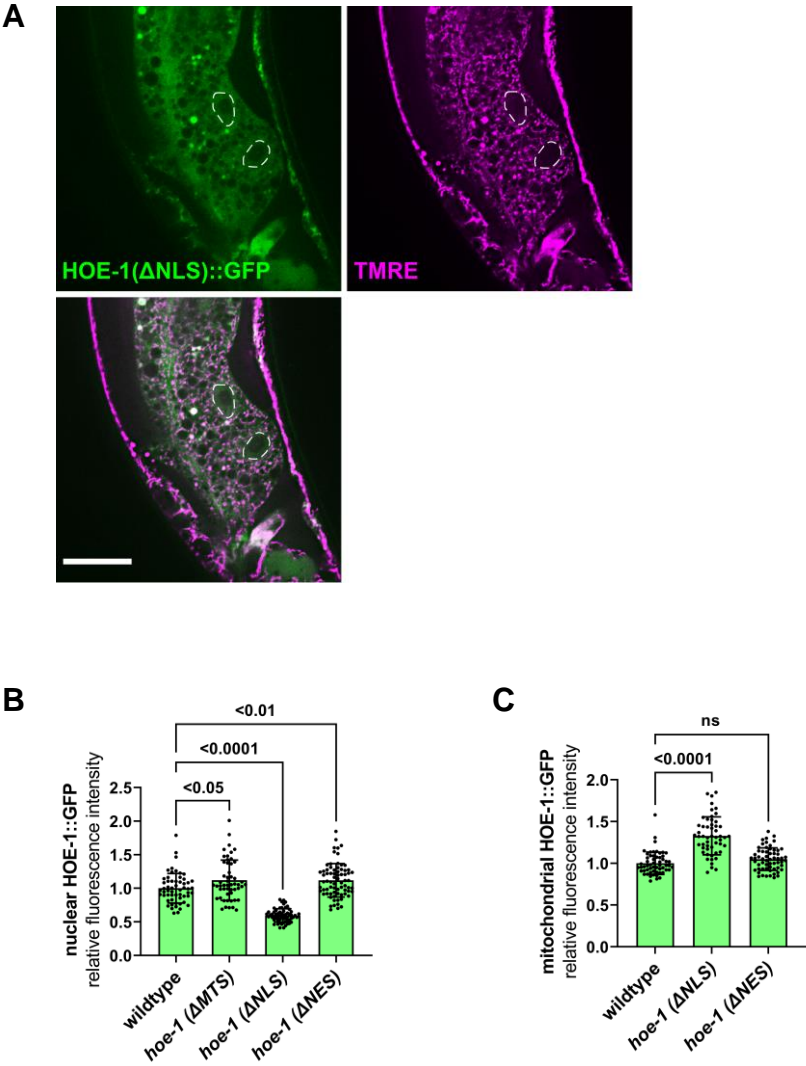 A
HOE-1(ΔNLS)::GFP
TMRE
B
nuclear HOE-1::GFP
relative fluorescence intensity
<0.01
<0.0001
<0.05
2.5
2.0
1.5
1.0
0.5
0.0
wildtype
hoe-1 (ΔMTS)
hoe-1 (ΔNLS)
hoe-1 (ΔNES)
C
mitochondrial HOE-1::GFP
relative fluorescence intensity
ns
<0.0001
2.0
1.5
1.0
0.5
0.0
wildtype
hoe-1 (ΔNLS)
hoe-1 (ΔNES)